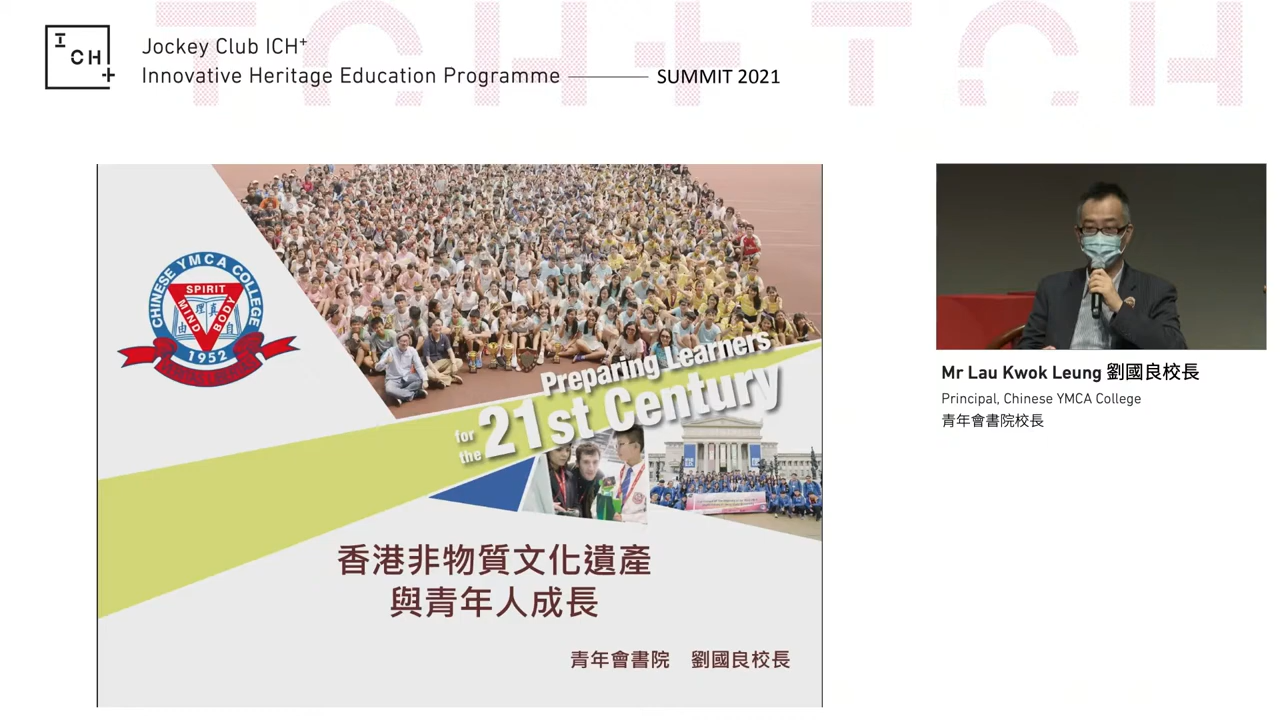 I
CH
+
Jockey Club ICH+
Innovative Heritage Education Programme
SUMMIT 2021
CHINESE YMCA COLLEGE
SPIRIT
MIND
BODY
1952
Preparing Learners
for the
21st Century
香港非物質文化遺產
與青年人成長
青年會書院 劉國良校長
Mr Lau Kwok Leung 劉國良校長
Principal, Chinese YMCA College
青年會書院校長